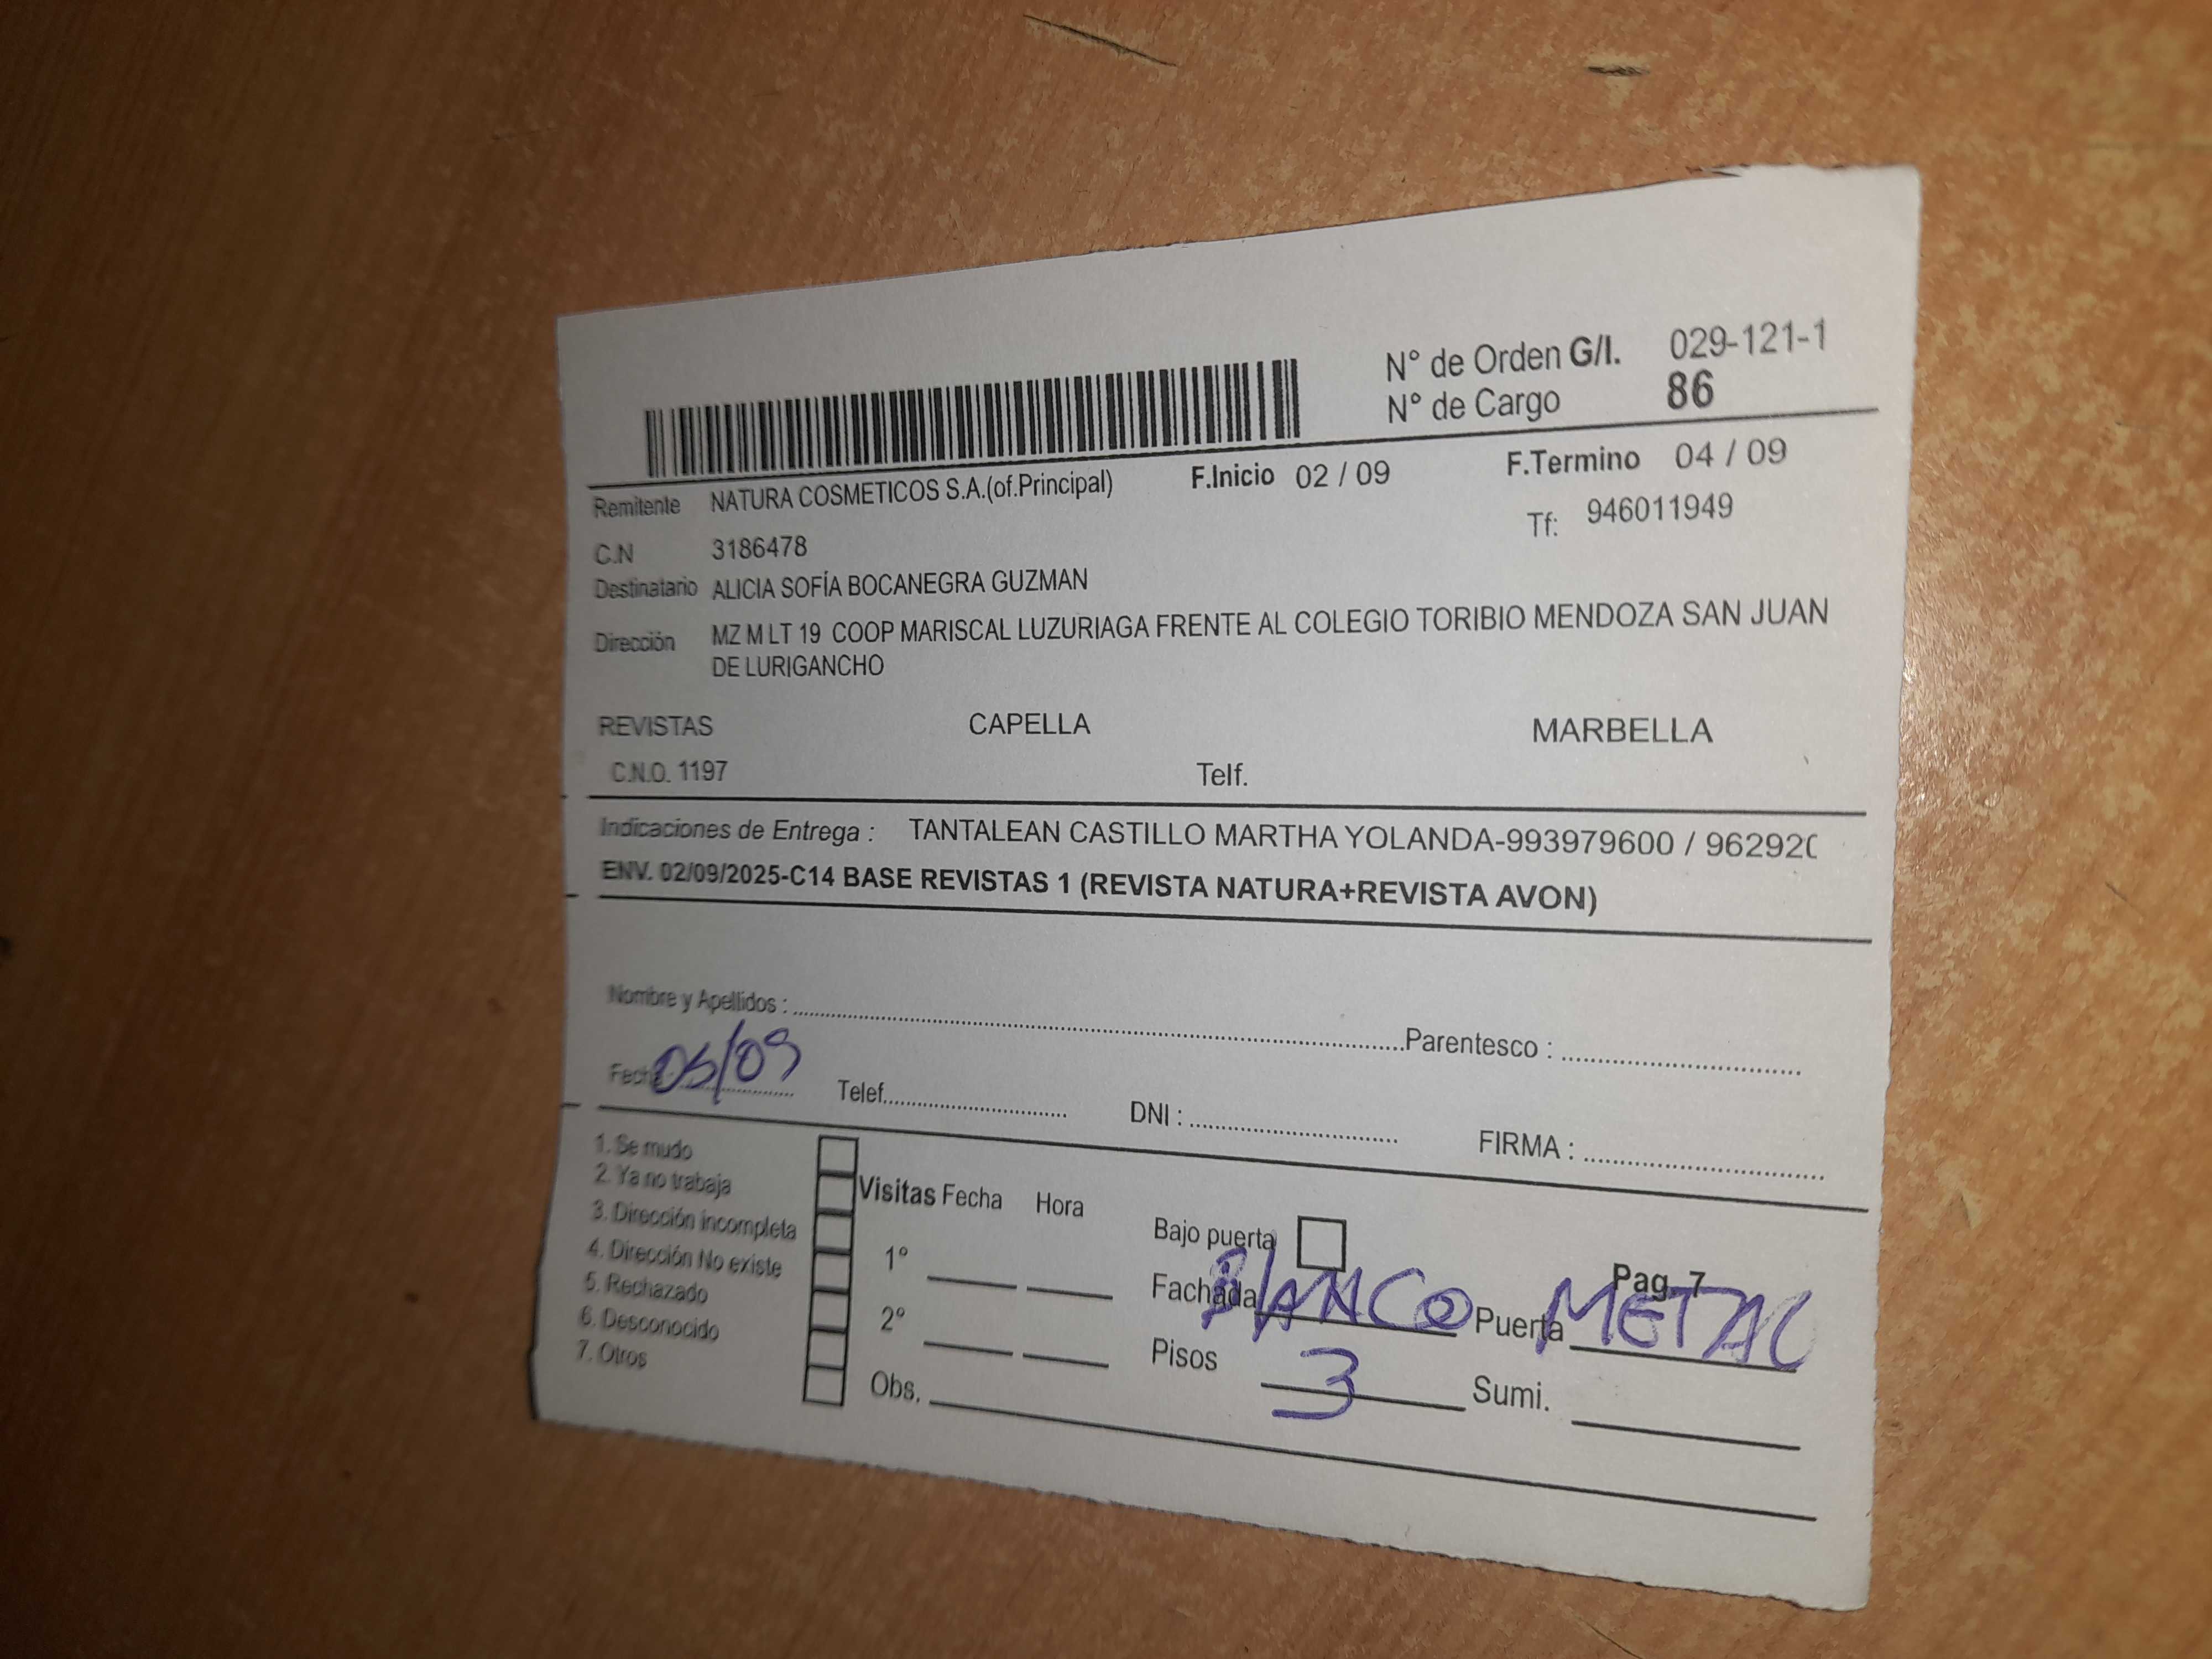 N° de Orden G/I. 029-121-1
N° de Cargo 86
Remitente NATURA COSMETICOS S.A.(of.Principal) F.Inicio 02 / 09 F.Termino 04 / 09
C.N 3186478 Tf: 946011949
Destinatario ALICIA SOFÍA BOCANEGRA GUZMAN
Dirección MZ M LT 19 COOP MARISCAL LUZURIAGA FRENTE AL COLEGIO TORIBIO MENDOZA SAN JUAN
DE LURIGANCHO
REVISTAS CAPELLA MARBELLA
C.N.O. 1197 Telf.
Indicaciones de Entrega : TANTALEAN CASTILLO MARTHA YOLANDA-993979600 / 962920
ENV. 02/09/2025-C14 BASE REVISTAS 1 (REVISTA NATURA+REVISTA AVON)
Nombre y Apellidos : Parentesco :
Fecha 05/09 Telef. DNI : FIRMA :
1. Se mudo
2. Ya no trabaja Visitas Fecha Hora
3. Dirección incompleta Bajo puerta
4. Dirección No existe 1° Pag. 7
5. Rechazado Fachada BLANCO Puerta METAL
6. Desconocido 2°
7. Otros Pisos 3 Sumi.
Obs.